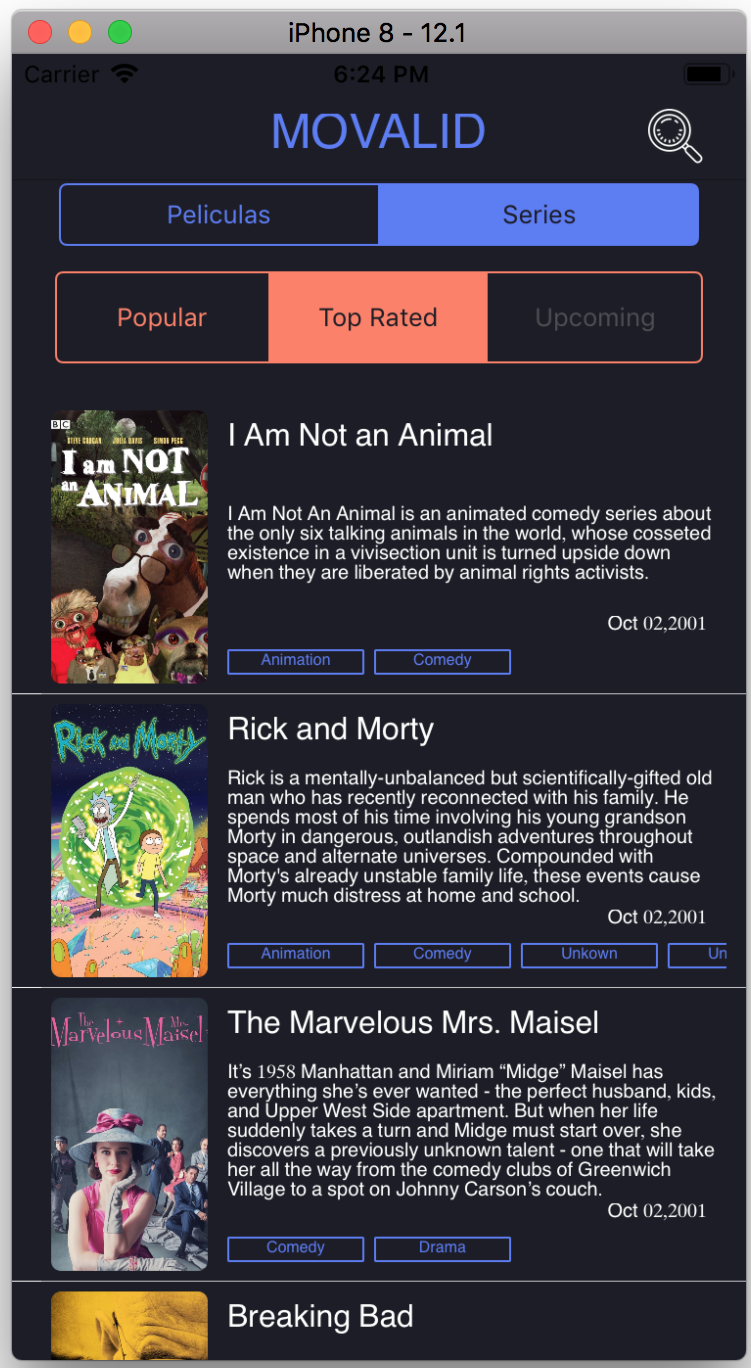 iPhone 8 - 12.1
Carrier
6:24 PM
MOVALID
Peliculas
Series
Popular
Top Rated
Upcoming
BBC
STEVE COOGAN JULIA DAVIS SIMON PEGG
I am NOT
an ANIMAL
I Am Not an Animal
I Am Not An Animal is an animated comedy series about
the only six talking animals in the world, whose cosseted
existence in a vivisection unit is turned upside down
when they are liberated by animal rights activists.
Oct 02,2001
Animation
Comedy
Rick and Morty
Rick and Morty
Rick is a mentally-unbalanced but scientifically-gifted old
man who has recently reconnected with his family. He
spends most of his time involving his young grandson
Morty in dangerous, outlandish adventures throughout
space and alternate universes. Compounded with
Morty's already unstable family life, these events cause
Morty much distress at home and school.
Oct 02,2001
Animation
Comedy
Unkown
Un
The Marvelous Mrs. Maisel
The Marvelous Mrs. Maisel
It’s 1958 Manhattan and Miriam “Midge” Maisel has
everything she’s ever wanted - the perfect husband, kids,
and Upper West Side apartment. But when her life
suddenly takes a turn and Midge must start over, she
discovers a previously unknown talent - one that will take
her all the way from the comedy clubs of Greenwich
Village to a spot on Johnny Carson’s couch.
Oct 02,2001
Comedy
Drama
Breaking Bad